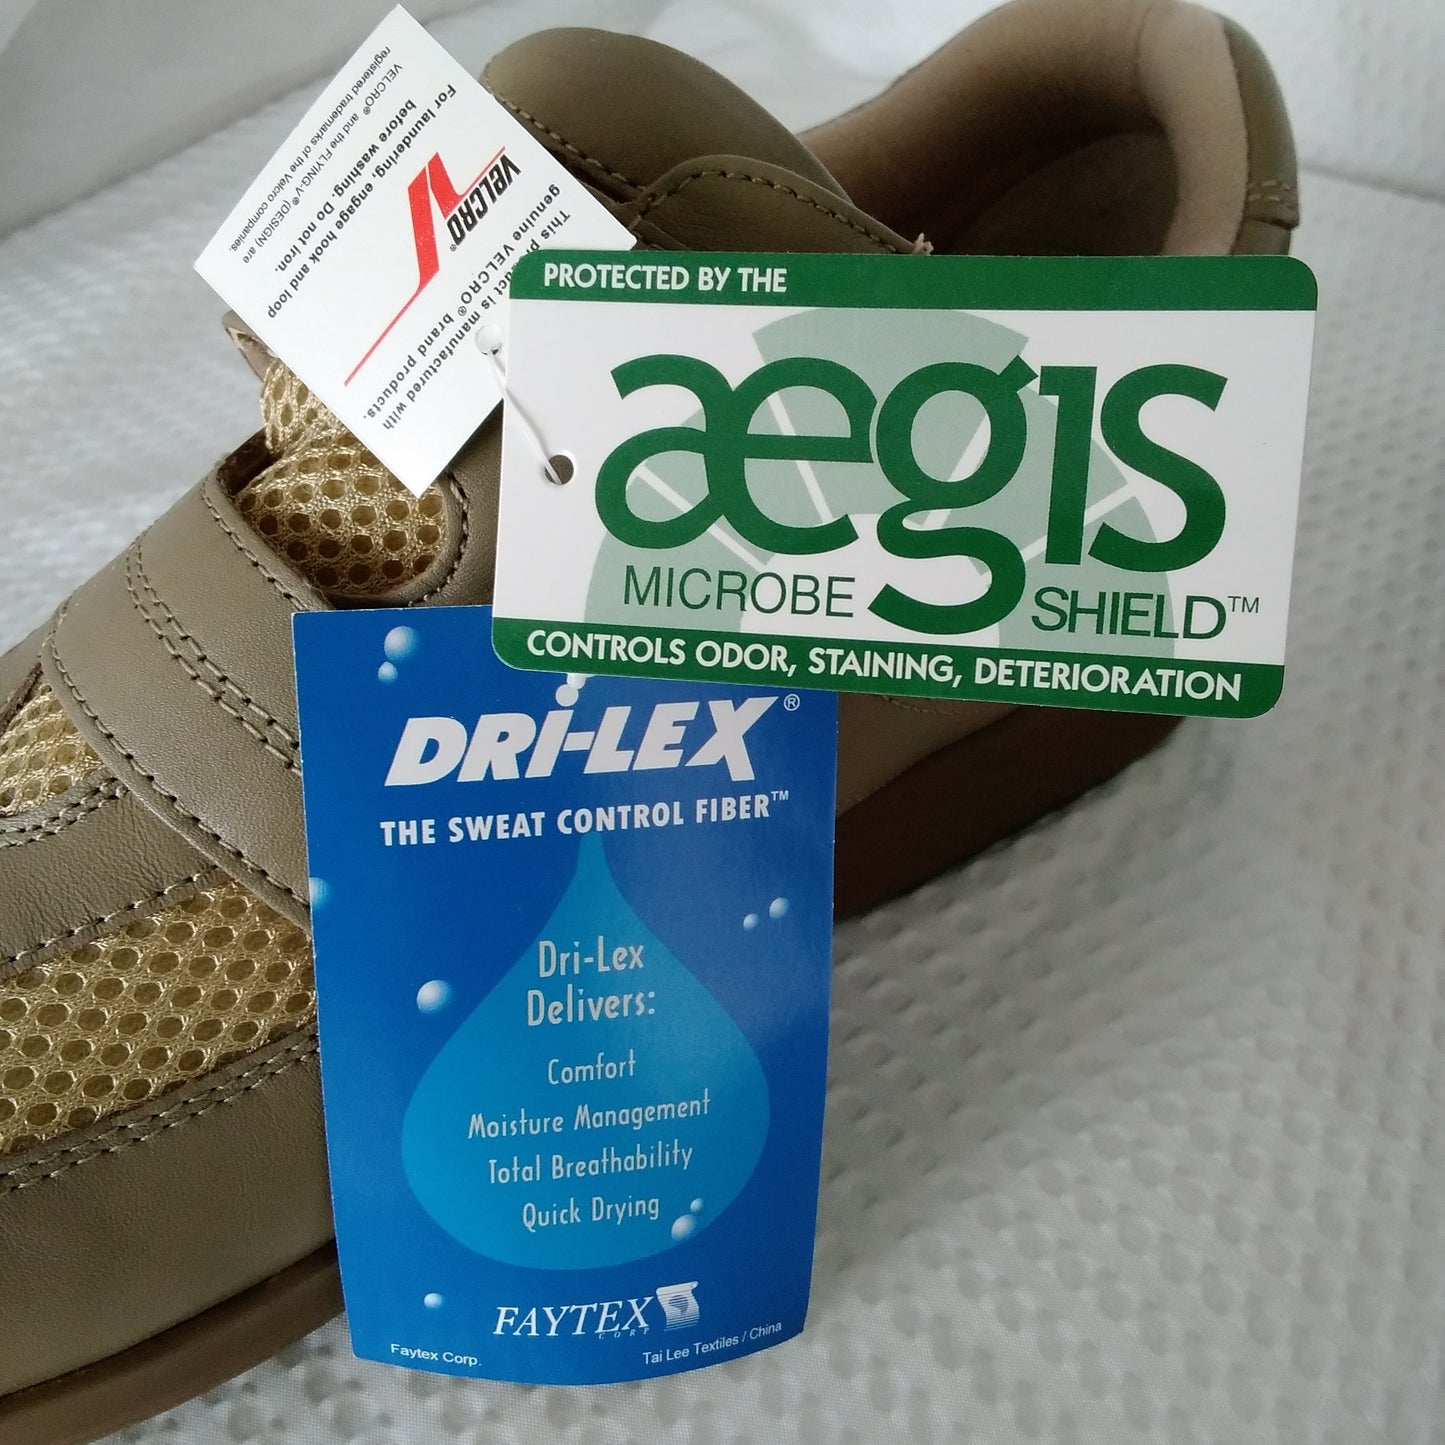 VELCRO® and the FLYING-V® (DESIGN) are
registered trademarks of the Velcro companies.
For laundering, engage hook and loop
before washing. Do not iron.
VELCRO®
This product is manufactured with
genuine VELCRO® brand products.
PROTECTED BY THE
ægis
MICROBE SHIELD™
CONTROLS ODOR, STAINING, DETERIORATION
DRI-LEX®
THE SWEAT CONTROL FIBER™
Dri-Lex
Delivers:
Comfort
Moisture Management
Total Breathability
Quick Drying
FAYTEX
CORP
Faytex Corp.
Tai Lee Textiles / China